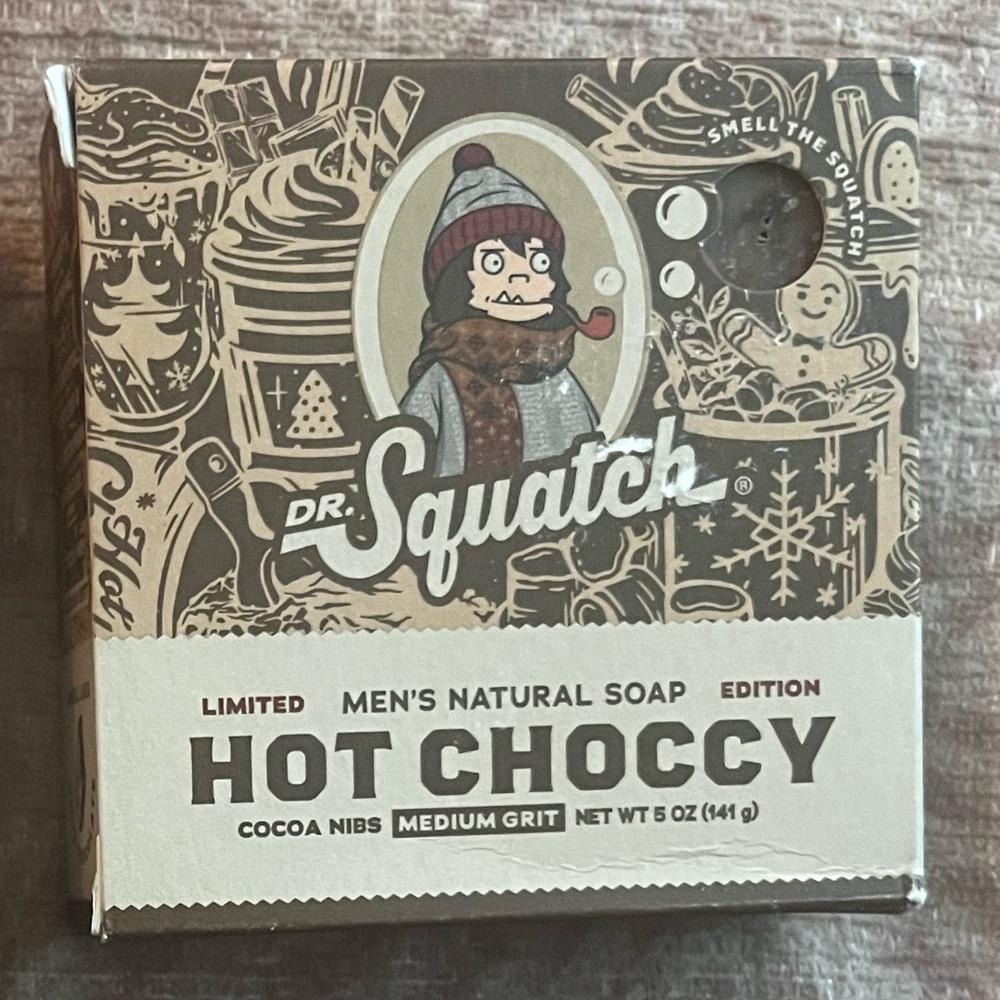 SMELL THE SQUATCH
DR. Squatch ®
Hot
LIMITED MEN'S NATURAL SOAP EDITION
HOT CHOCCY
COCOA NIBS MEDIUM GRIT NET WT 5 OZ (141 g)